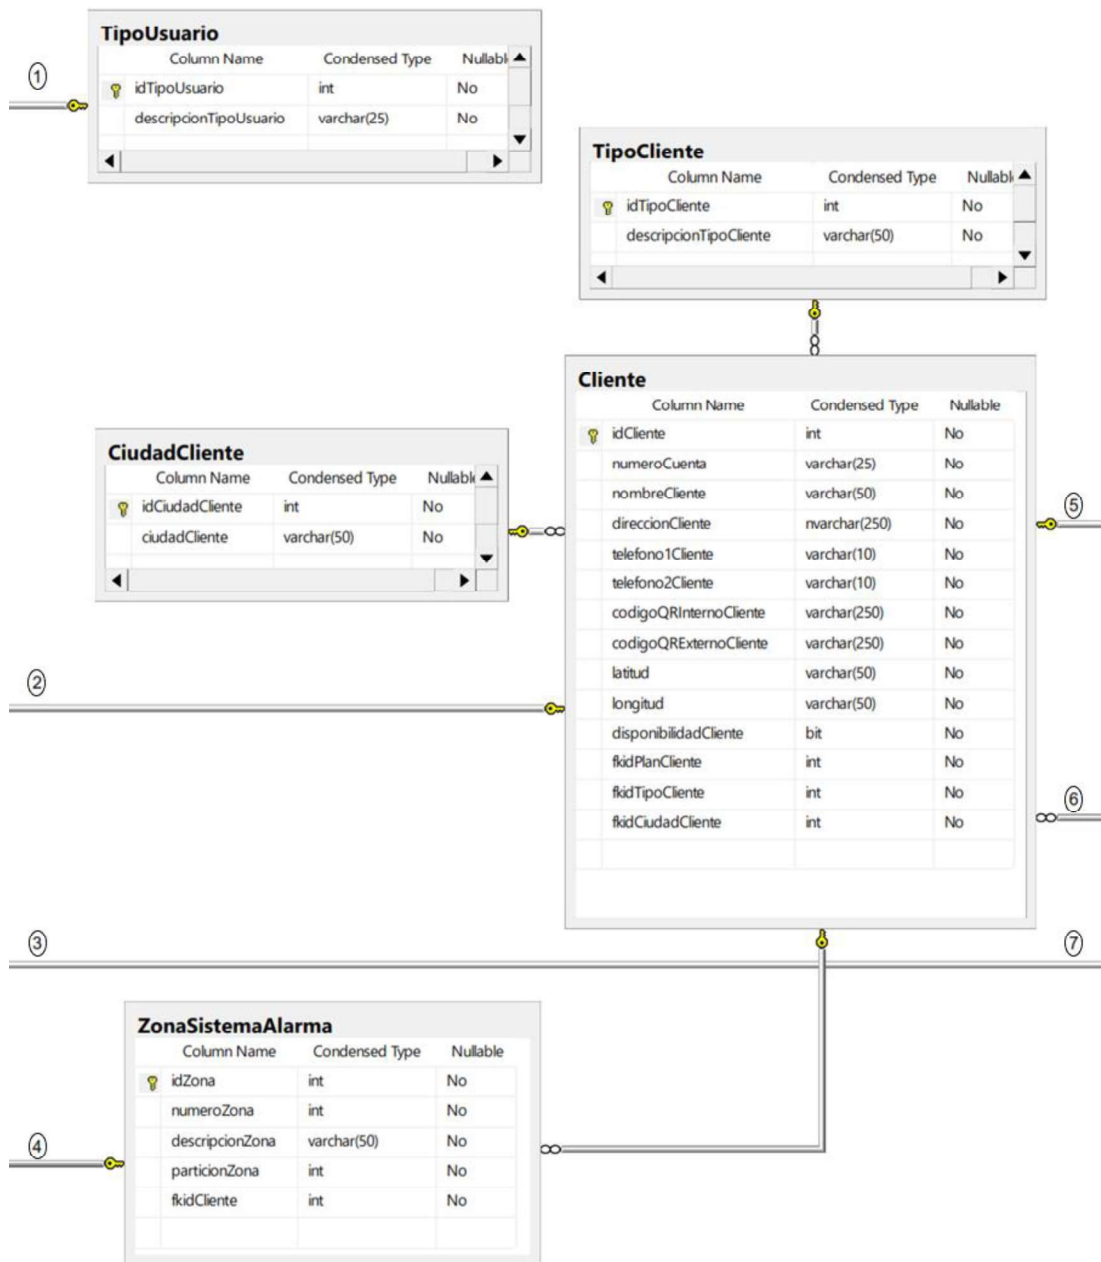 TipoUsuario
Column Name Condensed Type Nullabl
idTipoUsuario int No
descripcionTipoUsuario varchar(25) No
1
TipoCliente
Column Name Condensed Type Nullabl
idTipoCliente int No
descripcionTipoCliente varchar(50) No
Cliente
Column Name Condensed Type Nullable
idCliente int No
numeroCuenta varchar(25) No
nombreCliente varchar(50) No
direccionCliente nvarchar(250) No
telefono1Cliente varchar(10) No
telefono2Cliente varchar(10) No
codigoQRInternoCliente varchar(250) No
codigoQRExternoCliente varchar(250) No
latitud varchar(50) No
longitud varchar(50) No
disponibilidadCliente bit No
fkidPlanCliente int No
fkidTipoCliente int No
fkidCiudadCliente int No
CiudadCliente
Column Name Condensed Type Nullabl
idCiudadCliente int No
ciudadCliente varchar(50) No
5
2
6
3
7
ZonaSistemaAlarma
Column Name Condensed Type Nullable
idZona int No
numeroZona int No
descripcionZona varchar(50) No
particionZona int No
fkidCliente int No
4